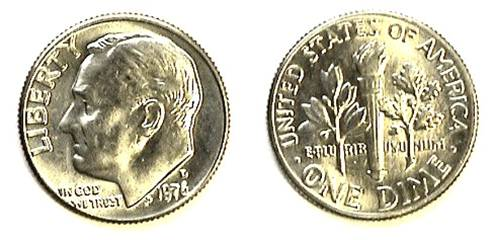 LIBERTY
IN GOD
WE TRUST
D
UNITED STATES OF AMERICA
E PLURIBUS UNUM
ONE DIME